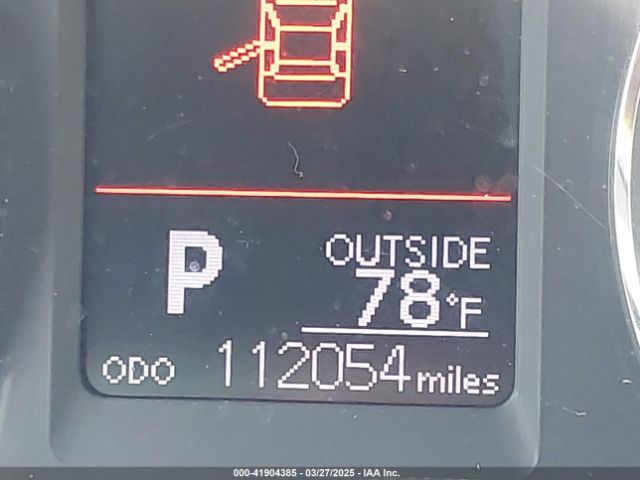 P
OUTSIDE
78°F
ODO 112054 miles
000-41904385 - 03/27/2025 - IAA Inc.